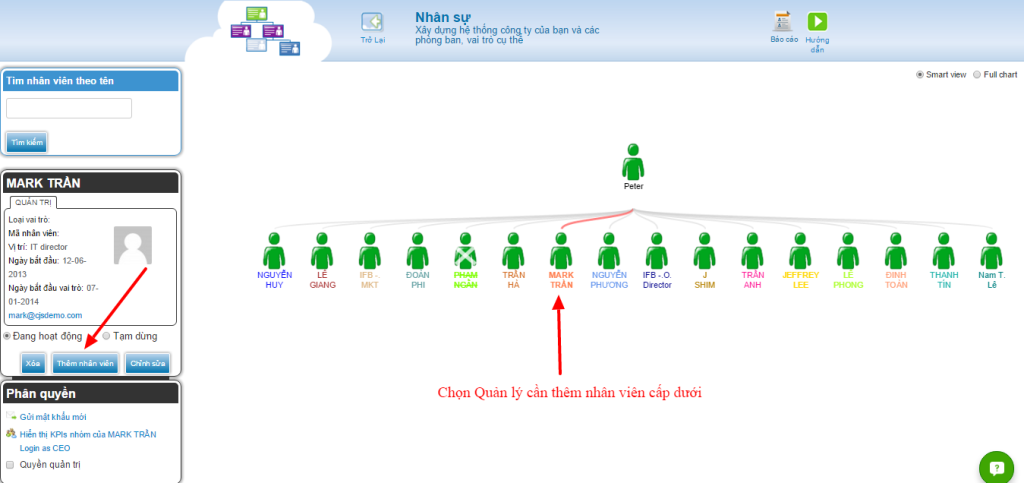 Trở Lại
Nhân sự
Xây dựng hệ thống công ty của bạn và các
phòng ban, vai trò cụ thể
Báo cáo
Hướng
dẫn
Tìm nhân viên theo tên
Tìm kiếm
Smart view
Full chart
Peter
NGUYỄN
HUY
LÊ
GIANG
IFB -
MKT
ĐOÀN
PHI
PHẠM
NGÂN
TRẦN
HÀ
MARK
TRẦN
NGUYỄN
PHƯƠNG
IFB - O.
Director
J
SHIM
TRẦN
ANH
JEFFREY
LEE
LÊ
PHONG
ĐINH
TOÀN
THANH
TÍN
Nam T.
Lê
Chọn Quản lý cần thêm nhân viên cấp dưới
MARK TRẦN
QUẢN TRỊ
Loại vai trò:
Mã nhân viên:
Vị trí: IT director
Ngày bắt đầu: 12-06-
2013
Ngày bắt đầu vai trò: 07-
01-2014
mark@cjsdemo.com
Đang hoạt động
Tạm dừng
Xóa
Thêm nhân viên
Chỉnh sửa
Phân quyền
Gửi mật khẩu mới
Hiển thị KPIs nhóm của MARK TRẦN
Login as CEO
Quyền quản trị